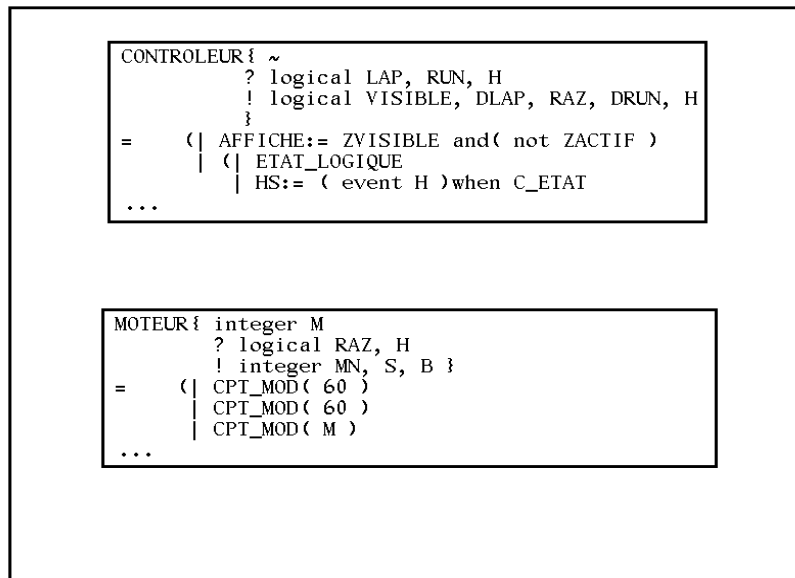 CONTROLEUR{ ~
? logical LAP, RUN, H
! logical VISIBLE, DLAP, RAZ, DRUN, H
}
= (| AFFICHE:= ZVISIBLE and( not ZACTIF )
| (| ETAT_LOGIQUE
| HS:= ( event H )when C_ETAT
...
MOTEUR{ integer M
? logical RAZ, H
! integer MN, S, B }
= (| CPT_MOD( 60 )
| CPT_MOD( 60 )
| CPT_MOD( M )
...